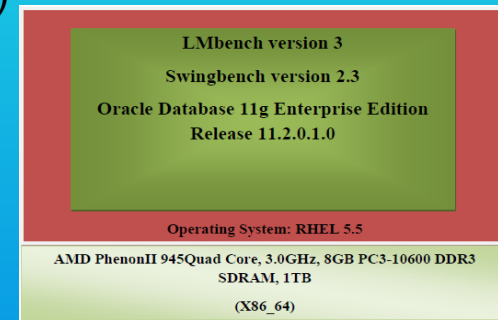 )
LMbench version 3
Swingbench version 2.3
Oracle Database 11g Enterprise Edition
Release 11.2.0.1.0
Operating System: RHEL 5.5
AMD PhenonII 945Quad Core, 3.0GHz, 8GB PC3-10600 DDR3
SDRAM, 1TB
(X86_64)